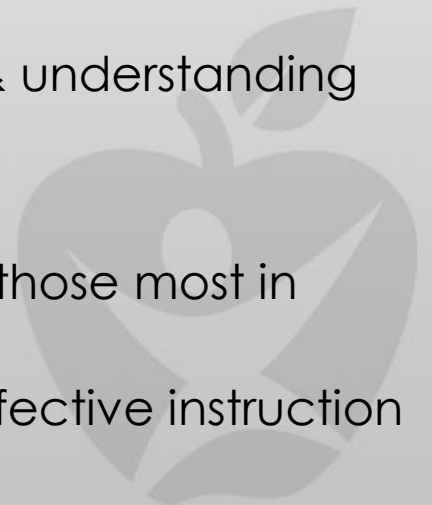 & understanding
those most in
fective instruction